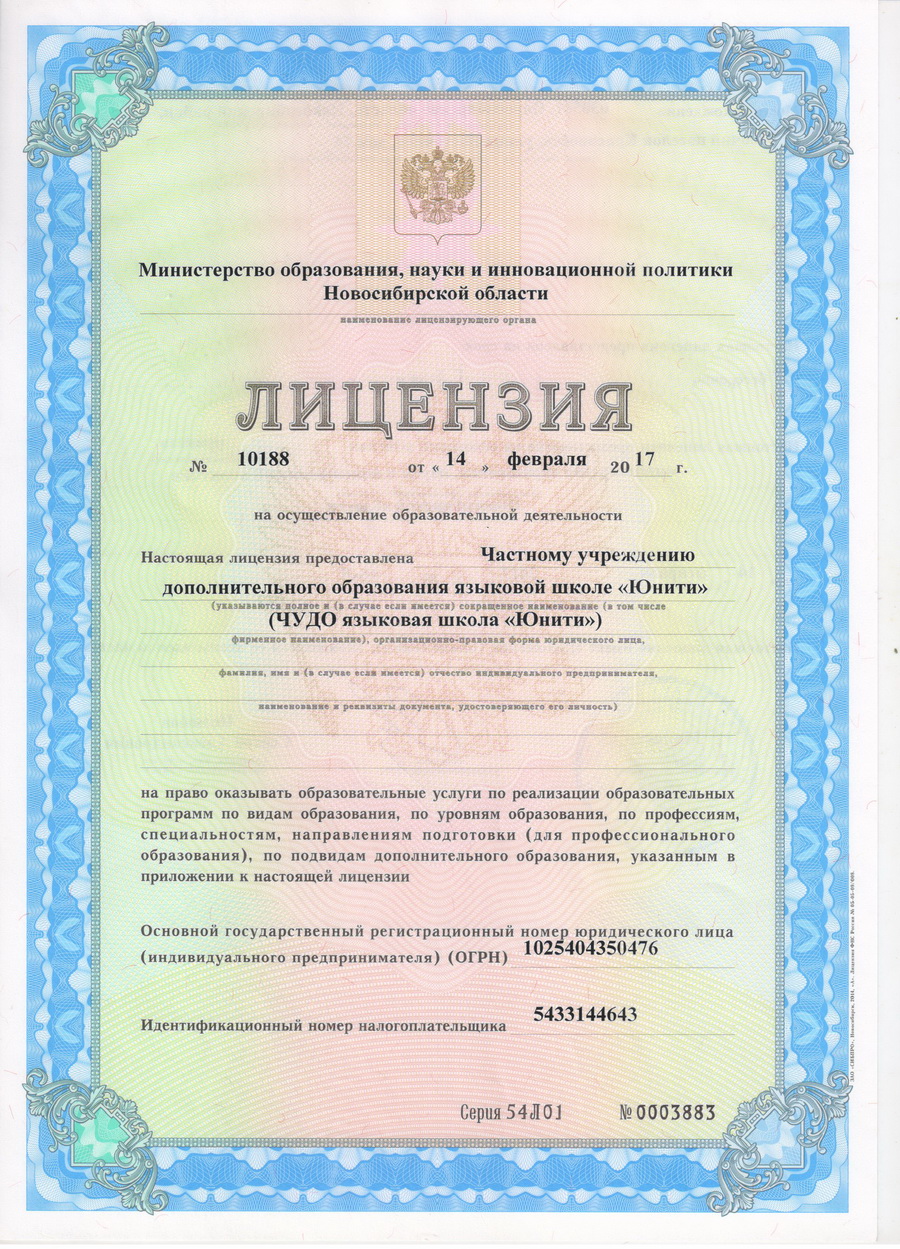 Министерство образования, науки и инновационной политики
Новосибирской области
наименование лицензирующего органа
ЛИЦЕНЗИЯ
№ 10188 от « 14 » февраля 20 17 г.
на осуществление образовательной деятельности
Настоящая лицензия предоставлена Частному учреждению
дополнительного образования языковой школе «Юнити»
(указываются полное и (в случае если имеется) сокращенное наименование (в том числе
(ЧУДО языковая школа «Юнити»)
фирменное наименование), организационно-правовая форма юридического лица,
фамилия, имя и (в случае если имеется) отчество индивидуального предпринимателя,
наименование и реквизиты документа, удостоверяющего его личность)
на право оказывать образовательные услуги по реализации образовательных
программ по видам образования, по уровням образования, по профессиям,
специальностям, направлениям подготовки (для профессионального
образования), по подвидам дополнительного образования, указанным в
приложении к настоящей лицензии
Основной государственный регистрационный номер юридического лица
(индивидуального предпринимателя) (ОГРН) 1025404350476
Идентификационный номер налогоплательщика 5433144643
Серия 54Л01 № 0003883